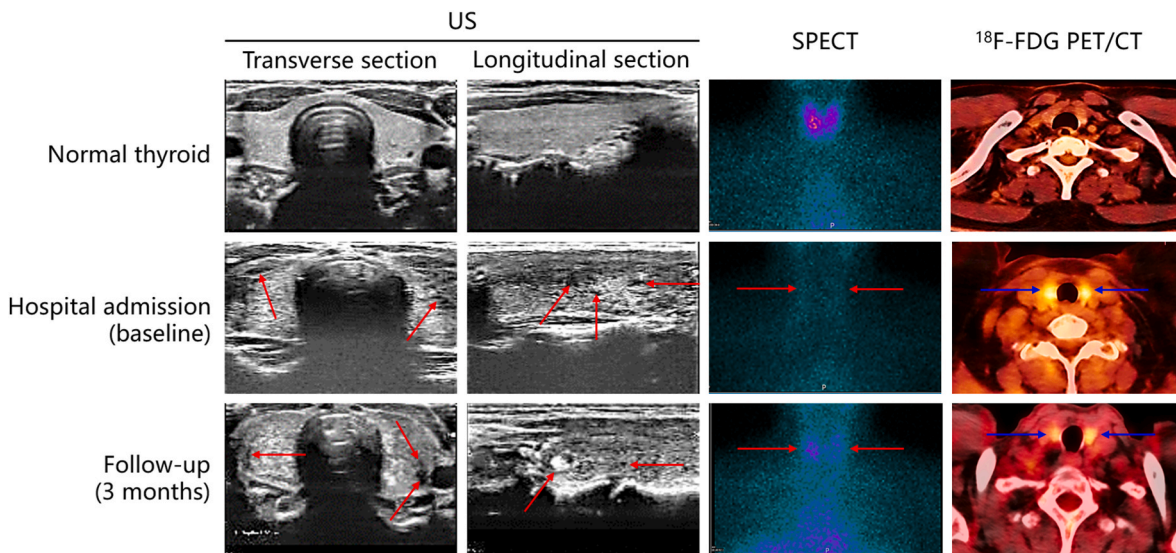 US
SPECT
¹⁸F-FDG PET/CT
Transverse section
Longitudinal section
Normal thyroid
P
Hospital admission
(baseline)
P
Follow-up
(3 months)
P